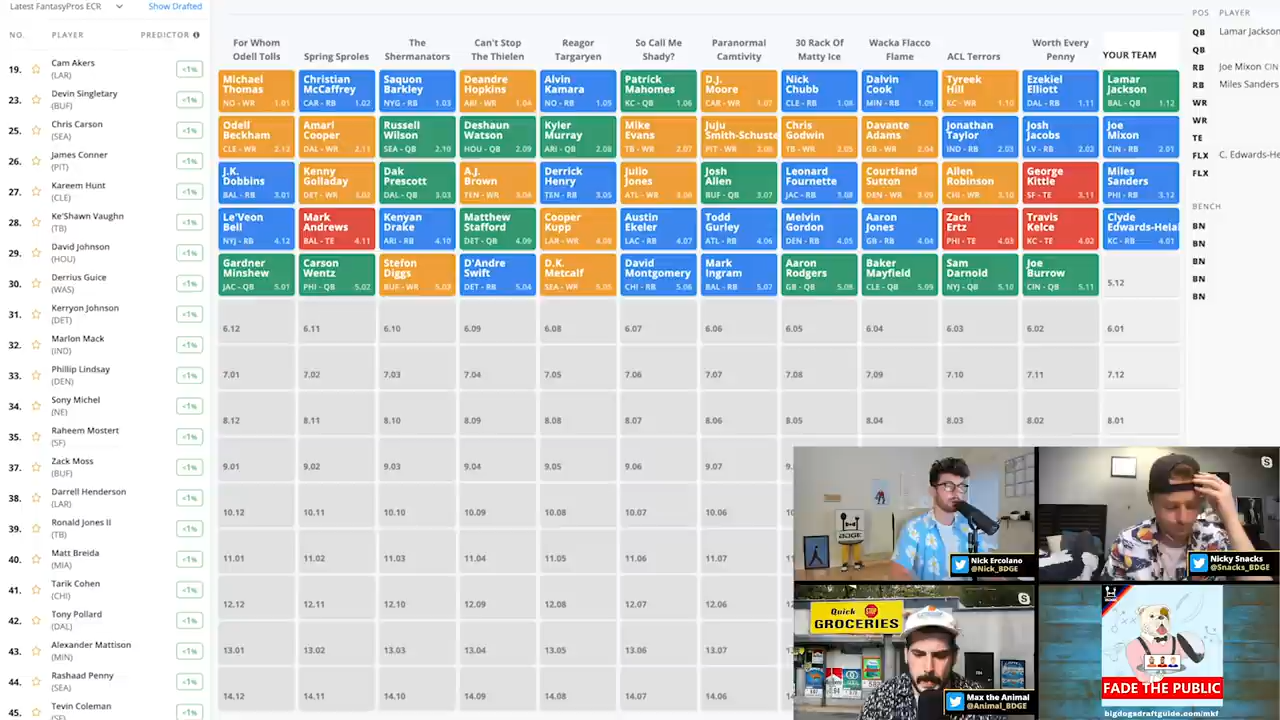 Latest FantasyPros ECR
Show Drafted
NO. PLAYER PREDICTOR
19. Cam Akers (LAR) <1%
23. Devin Singletary (BUF) <1%
25. Chris Carson (SEA) <1%
26. James Conner (PIT) <1%
27. Kareem Hunt (CLE) <1%
28. Ke'Shawn Vaughn (TB) <1%
29. David Johnson (HOU) <1%
30. Derrius Guice (WAS) <1%
31. Kerryon Johnson (DET) <1%
32. Marlon Mack (IND) <1%
33. Phillip Lindsay (DEN) <1%
34. Sony Michel (NE) <1%
35. Raheem Mostert (SF) <1%
37. Zack Moss (BUF) <1%
38. Darrell Henderson (LAR) <1%
39. Ronald Jones II (TB) <1%
40. Matt Breida (MIA) <1%
41. Tarik Cohen (CHI) <1%
42. Tony Pollard (DAL) <1%
43. Alexander Mattison (MIN) <1%
44. Rashaad Penny (SEA) <1%
45. Tevin Coleman <1%
For Whom Odell Tolls
Spring Sproles
The Shermanators
Can't Stop The Thielen
Reagor Targaryen
So Call Me Shady?
Paranormal Camtivity
30 Rack Of Matty Ice
Wacka Flacco Flame
ACL Terrors
Worth Every Penny
YOUR TEAM
Michael Thomas NO - WR 1.01
Christian McCaffrey CAR - RB 1.02
Saquon Barkley NYG - RB 1.03
Deandre Hopkins ARI - WR 1.04
Alvin Kamara NO - RB 1.05
Patrick Mahomes KC - QB 1.06
D.J. Moore CAR - WR 1.07
Nick Chubb CLE - RB 1.08
Dalvin Cook MIN - RB 1.09
Tyreek Hill KC - WR 1.10
Ezekiel Elliott DAL - RB 1.11
Lamar Jackson BAL - QB 1.12
Odell Beckham CLE - WR 2.12
Amari Cooper DAL - WR 2.11
Russell Wilson SEA - QB 2.10
Deshaun Watson HOU - QB 2.09
Kyler Murray ARI - QB 2.08
Mike Evans TB - WR 2.07
Juju Smith-Schuste PIT - WR 2.06
Chris Godwin TB - WR 2.05
Davante Adams GB - WR 2.04
Jonathan Taylor IND - RB 2.03
Josh Jacobs LV - RB 2.02
Joe Mixon CIN - RB 2.01
J.K. Dobbins BAL - RB 3.01
Kenny Golladay DET - WR 3.02
Dak Prescott DAL - QB 3.03
A.J. Brown TEN - WR 3.04
Derrick Henry TEN - RB 3.05
Julio Jones ATL - WR 3.06
Josh Allen BUF - QB 3.07
Leonard Fournette JAC - RB 3.08
Courtland Sutton DEN - WR 3.09
Allen Robinson CHI - WR 3.10
George Kittle SF - TE 3.11
Miles Sanders PHI - RB 3.12
Le'Veon Bell NYJ - RB 4.12
Mark Andrews BAL - TE 4.11
Kenyan Drake ARI - RB 4.10
Matthew Stafford DET - QB 4.09
Cooper Kupp LAR - WR 4.08
Austin Ekeler LAC - RB 4.07
Todd Gurley ATL - RB 4.06
Melvin Gordon DEN - RB 4.05
Aaron Jones GB - RB 4.04
Zach Ertz PHI - TE 4.03
Travis Kelce KC - TE 4.02
Clyde Edwards-Helai KC - RB 4.01
Gardner Minshew JAC - QB 5.01
Carson Wentz PHI - QB 5.02
Stefon Diggs BUF - WR 5.03
D'Andre Swift DET - RB 5.04
D.K. Metcalf SEA - WR 5.05
David Montgomery CHI - RB 5.06
Mark Ingram BAL - RB 5.07
Aaron Rodgers GB - QB 5.08
Baker Mayfield CLE - QB 5.09
Sam Darnold NYJ - QB 5.10
Joe Burrow CIN - QB 5.11
5.12
6.12 6.11 6.10 6.09 6.08 6.07 6.06 6.05 6.04 6.03 6.02 6.01
7.01 7.02 7.03 7.04 7.05 7.06 7.07 7.08 7.09 7.10 7.11 7.12
8.12 8.11 8.10 8.09 8.08 8.07 8.06 8.05 8.04 8.03 8.02 8.01
9.01 9.02 9.03 9.04 9.05 9.06 9.07
10.12 10.11 10.10 10.09 10.08 10.07 10.06
11.01 11.02 11.03 11.04 11.05 11.06 11.07
12.12 12.11 12.10 12.09 12.08 12.07 12.06
13.01 13.02 13.03 13.04 13.05 13.06 13.07
14.12 14.11 14.10 14.09 14.08 14.07 14.06
POS PLAYER
QB Lamar Jackson
QB
RB Joe Mixon CIN
RB Miles Sanders
WR
WR
TE
FLX C. Edwards-He
FLX
BENCH
BN
BN
BN
BN
BN
BDGE
Nick Ercolano
@Nick_BDGE
Nicky Snacks
@Snacks_BDGE
Quick STOP
GROCERIES
Max the Animal
@Animal_BDGE
FADE THE PUBLIC
bigdogsdraftguide.com/mkf